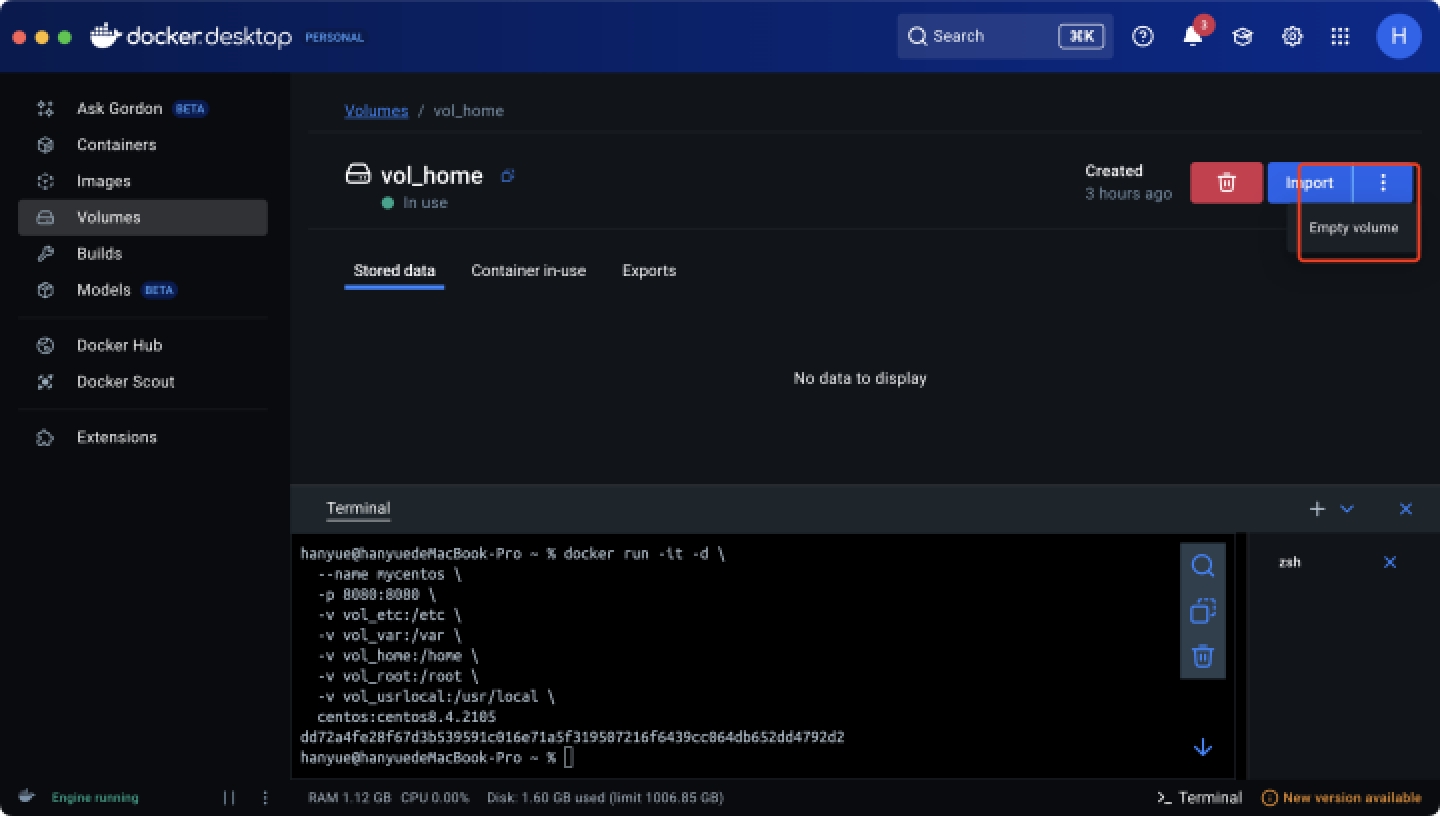 docker.desktop PERSONAL
Search ⌘K
3
H
Ask Gordon BETA
Containers
Images
Volumes
Builds
Models BETA
Docker Hub
Docker Scout
Extensions
Volumes / vol_home
vol_home
In use
Created
3 hours ago
Import
Empty volume
Stored data Container in-use Exports
No data to display
Terminal
hanyue@hanyuedeMacBook-Pro ~ % docker run -it -d \
--name mycentos \
-p 8080:8080 \
-v vol_etc:/etc \
-v vol_var:/var \
-v vol_home:/home \
-v vol_root:/root \
-v vol_usrlocal:/usr/local \
centos:centos8.4.2105
dd72a4fe28f67d3b539591c016e71a5f319587216f6439cc064db652dd4792d2
hanyue@hanyuedeMacBook-Pro ~ %
zsh
Engine running
RAM 1.12 GB CPU 0.00% Disk: 1.60 GB used (limit 1006.85 GB)
>_ Terminal
New version available